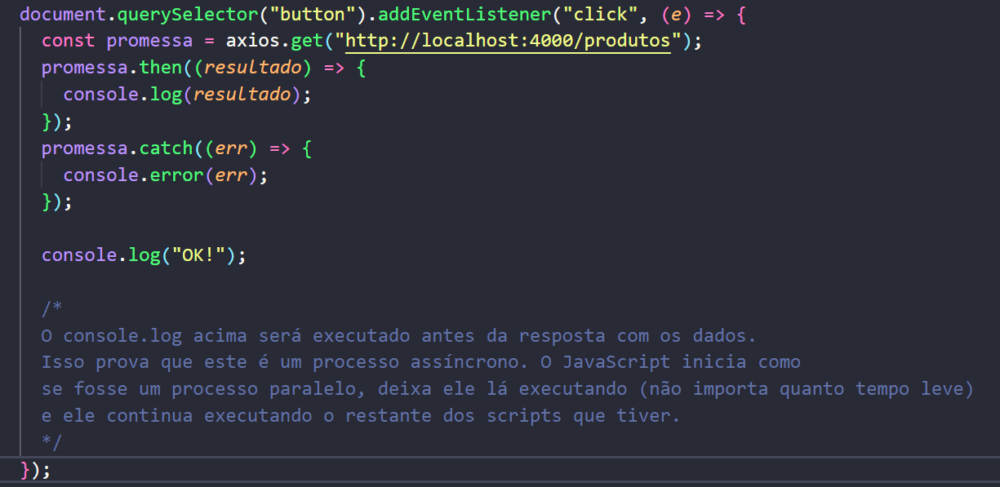 document.querySelector("button").addEventListener("click", (e) => {
  const promessa = axios.get("http://localhost:4000/produtos");
  promessa.then((resultado) => {
    console.log(resultado);
  });
  promessa.catch((err) => {
    console.error(err);
  });

  console.log("OK!");

  /*
  O console.log acima será executado antes da resposta com os dados.
  Isso prova que este é um processo assíncrono. O JavaScript inicia como
  se fosse um processo paralelo, deixa ele lá executando (não importa quanto tempo leve)
  e ele continua executando o restante dos scripts que tiver.
  */
});